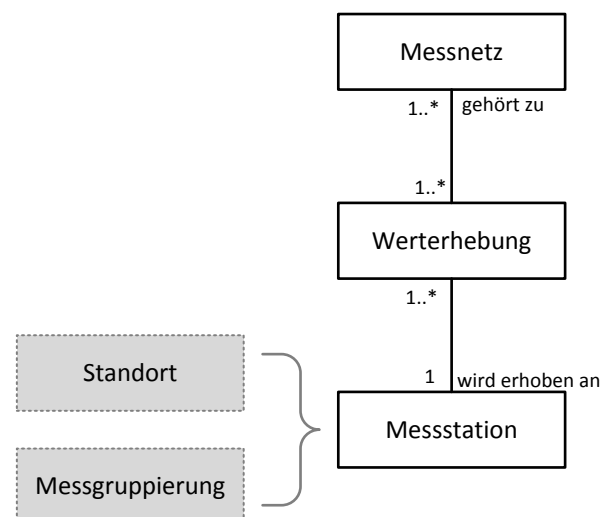 Messnetz
1..*
gehört zu
1..*
Werterhebung
1..*
Standort
1
wird erhoben an
Messstation
Messgruppierung